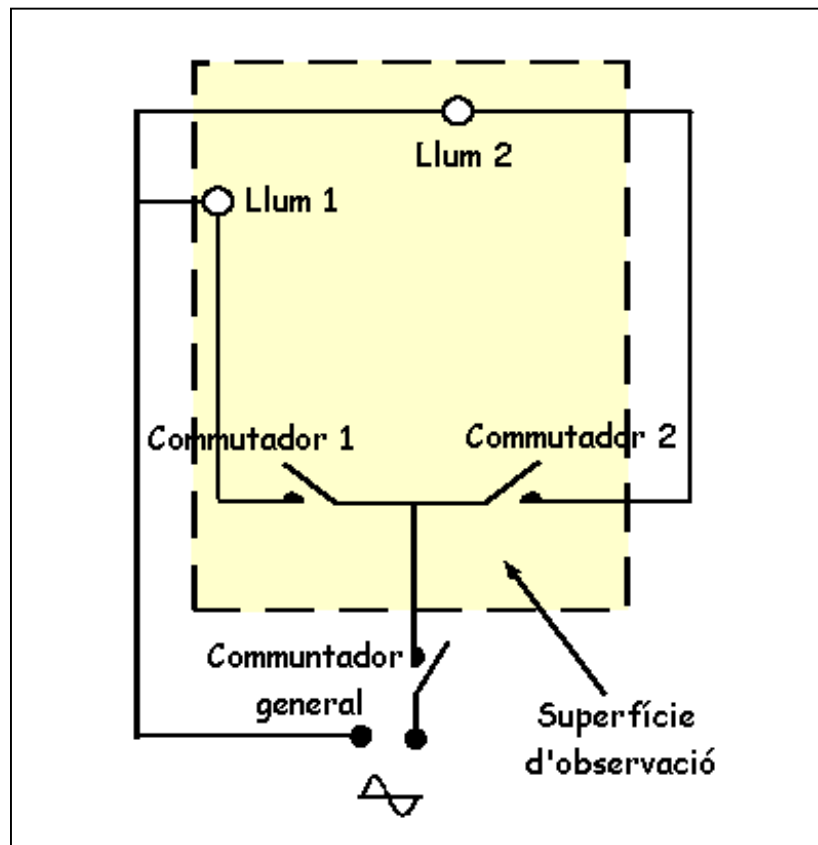 Llum 2
Llum 1
Commutador 1
Commutador 2
Communtador
general
Superfície
d'observació